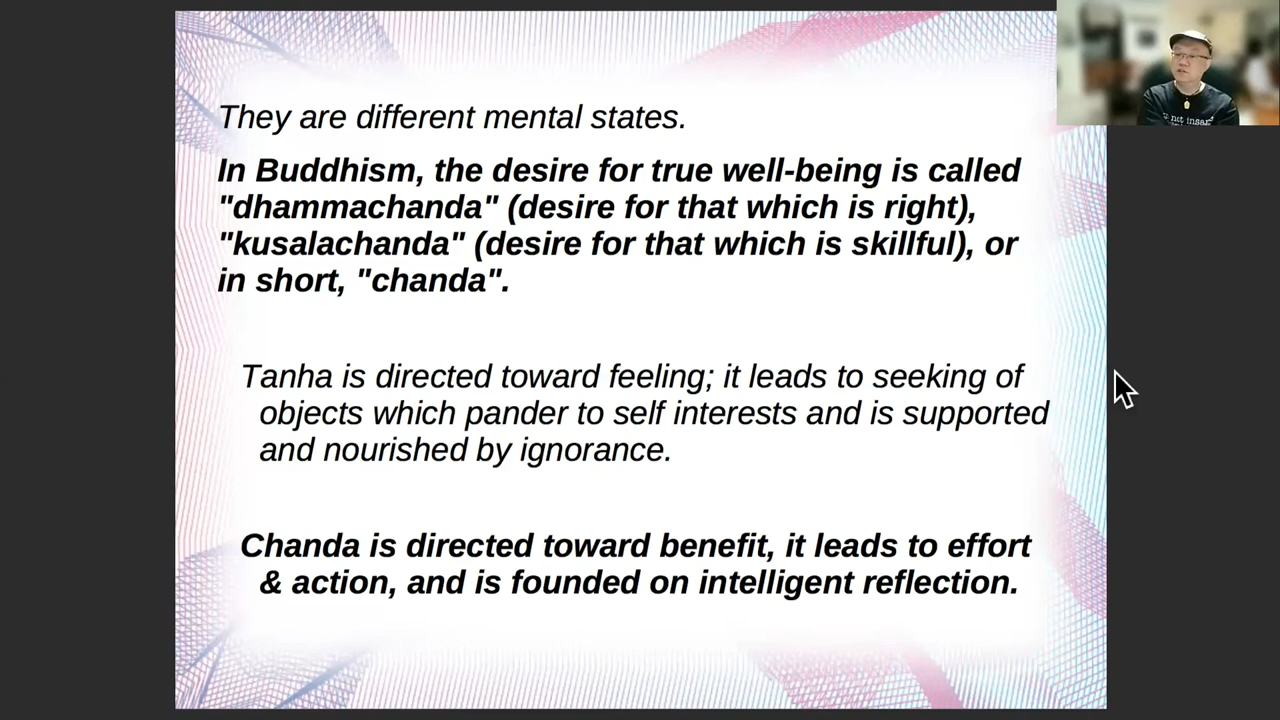 They are different mental states.
In Buddhism, the desire for true well-being is called
"dhammachanda" (desire for that which is right),
"kusalachanda" (desire for that which is skillful), or
in short, "chanda".
Tanha is directed toward feeling; it leads to seeking of
objects which pander to self interests and is supported
and nourished by ignorance.
Chanda is directed toward benefit, it leads to effort
& action, and is founded on intelligent reflection.
not insan